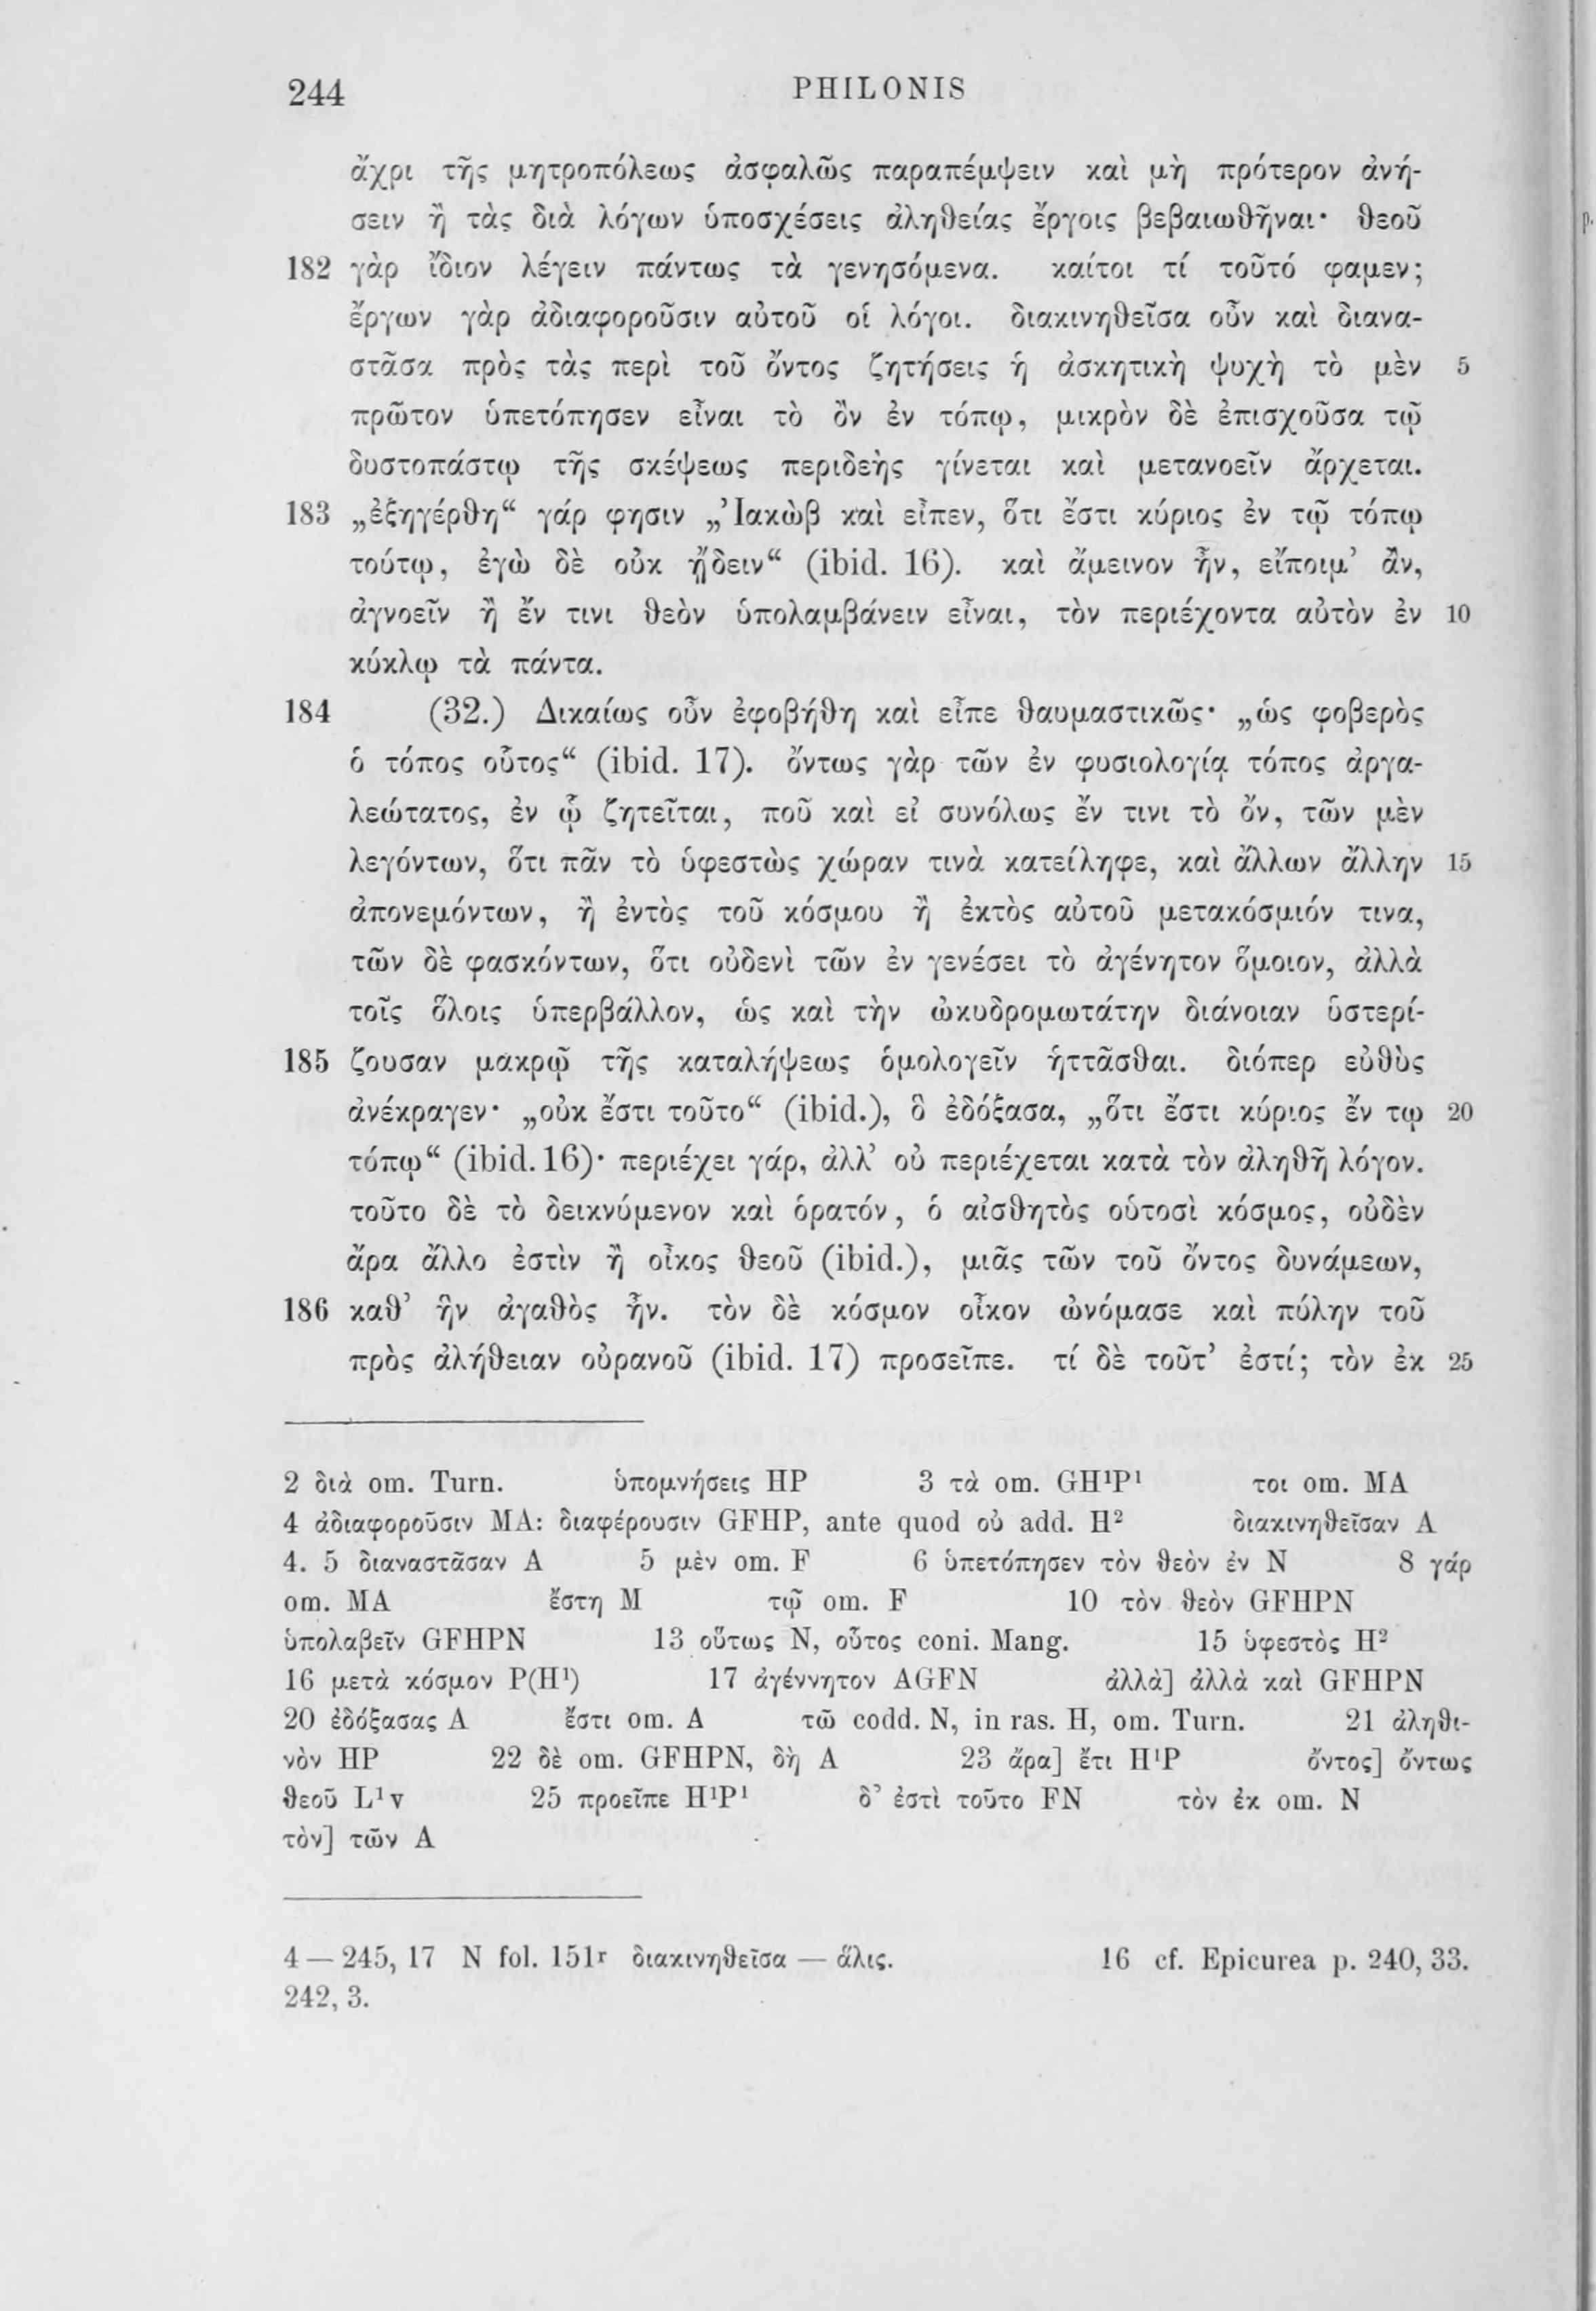 244 PHILONIS
ἄχρι τῆς μητροπόλεως ἀσφαλῶς παραπέμψειν καὶ μὴ πρότερον ἀνή-
σειν ἢ τὰς διὰ λόγων ὑποσχέσεις ἀληθείας ἔργοις βεβαιωθῆναι· θεοῦ
182 γὰρ ἴδιον λέγειν πάντως τὰ γενησόμενα. καίτοι τί τοῦτό φαμεν;
ἔργων γὰρ ἀδιαφοροῦσιν αὐτοῦ οἱ λόγοι. διακινηθεῖσα οὖν καὶ διανα-
στᾶσα πρὸς τὰς περὶ τοῦ ὄντος ζητήσεις ἡ ἀσκητικὴ ψυχὴ τὸ μὲν 5
πρῶτον ὑπετόπησεν εἶναι τὸ ὂν ἐν τόπῳ, μικρὸν δὲ ἐπισχοῦσα τῷ
δυστοπάστῳ τῆς σκέψεως περιδεὴς γίνεται καὶ μετανοεῖν ἄρχεται.
183 „ἐξηγέρθη“ γάρ φησιν „Ἰακὼβ καὶ εἶπεν, ὅτι ἔστι κύριος ἐν τῷ τόπῳ
τούτῳ, ἐγὼ δὲ οὐκ ᾔδειν“ (ibid. 16). καὶ ἄμεινον ἦν, εἴποιμ’ ἄν,
ἀγνοεῖν ἢ ἔν τινι θεὸν ὑπολαμβάνειν εἶναι, τὸν περιέχοντα αὐτὸν ἐν 10
κύκλῳ τὰ πάντα.
184 (32.) Δικαίως οὖν ἐφοβήθη καὶ εἶπε θαυμαστικῶς· „ὡς φοβερὸς
ὁ τόπος οὗτος“ (ibid. 17). ὄντως γὰρ τῶν ἐν φυσιολογίᾳ τόπος ἀργα-
λεώτατος, ἐν ᾧ ζητεῖται, ποῦ καὶ εἰ συνόλως ἔν τινι τὸ ὄν, τῶν μὲν
λεγόντων, ὅτι πᾶν τὸ ὑφεστὼς χώραν τινὰ κατείληφε, καὶ ἄλλων ἄλλην 15
ἀπονεμόντων, ἢ ἐντὸς τοῦ κόσμου ἢ ἐκτὸς αὐτοῦ μετακόσμιόν τινα,
τῶν δὲ φασκόντων, ὅτι οὐδενὶ τῶν ἐν γενέσει τὸ ἀγένητον ὅμοιον, ἀλλὰ
τοῖς ὅλοις ὑπερβάλλον, ὡς καὶ τὴν ὠκυδρομωτάτην διάνοιαν ὑστερί-
185 ζουσαν μακρῷ τῆς καταλήψεως ὁμολογεῖν ἡττᾶσθαι. διόπερ εὐθὺς
ἀνέκραγεν· „οὐκ ἔστι τοῦτο“ (ibid.), ὃ ἐδόξασα, „ὅτι ἔστι κύριος ἔν τῳ 20
τόπῳ“ (ibid. 16)· περιέχει γάρ, ἀλλ’ οὐ περιέχεται κατὰ τὸν ἀληθῆ λόγον.
τοῦτο δὲ τὸ δεικνύμενον καὶ ὁρατόν, ὁ αἰσθητὸς οὑτοσὶ κόσμος, οὐδὲν
ἄρα ἄλλο ἐστὶν ἢ οἶκος θεοῦ (ibid.), μιᾶς τῶν τοῦ ὄντος δυνάμεων,
186 καθ’ ἣν ἀγαθὸς ἦν. τὸν δὲ κόσμον οἶκον ὠνόμασε καὶ πύλην τοῦ
πρὸς ἀλήθειαν οὐρανοῦ (ibid. 17) προσεῖπε. τί δὲ τοῦτ’ ἐστί; τὸν ἐκ 25
2 διὰ om. Turn. ὑπομνήσεις HP 3 τὰ om. GH¹P¹ τοι om. MA
4 ἀδιαφοροῦσιν MA: διαφέρουσιν GFHP, ante quod οὐ add. H² διακινηθεῖσαν A
4. 5 διαναστᾶσαν A 5 μὲν om. F 6 ὑπετόπησεν τὸν θεὸν ἐν N 8 γάρ
om. MA ἔστη M τῷ om. F 10 τὸν θεὸν GFHPN
ὑπολαβεῖν GFHPN 13 οὕτως N, οὗτος coni. Mang. 15 ὑφεστὸς H²
16 μετὰ κόσμον P(H¹) 17 ἀγέννητον AGFN ἀλλὰ] ἀλλὰ καὶ GFHPN
20 ἐδόξασας A ἔστι om. A τῶ codd. N, in ras. H, om. Turn. 21 ἀληθι-
νὸν HP 22 δὲ om. GFHPN, δὴ A 23 ἄρα] ἔτι H¹P ὄντος] ὄντως
θεοῦ L¹v 25 προεῖπε H¹P¹ δ’ ἐστὶ τοῦτο FN τὸν ἐκ om. N
τὸν] τῶν A
4 — 245, 17 N fol. 151r διακινηθεῖσα — ἅλις. 16 cf. Epicurea p. 240, 33.
242, 3.